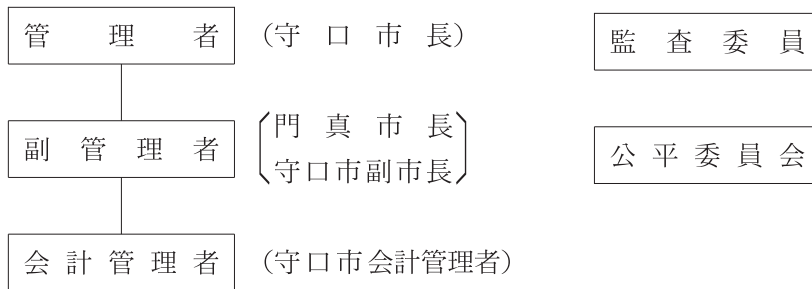 管理者 (守口市長)
副管理者 (門真市長
守口市副市長)
会計管理者 (守口市会計管理者)
監査委員
公平委員会